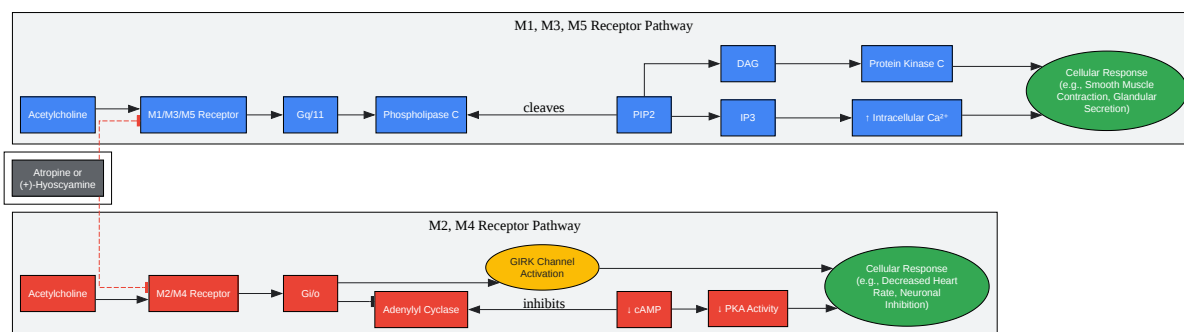 M1, M3, M5 Receptor Pathway
Acetylcholine
M1/M3/M5 Receptor
Gq/11
Phospholipase C
cleaves
PIP2
DAG
Protein Kinase C
IP3
↑ Intracellular Ca²⁺
Cellular Response
(e.g., Smooth Muscle
Contraction, Glandular
Secretion)
Atropine or
(+)-Hyoscyamine
M2, M4 Receptor Pathway
Acetylcholine
M2/M4 Receptor
Gi/o
GIRK Channel
Activation
Adenylyl Cyclase
inhibits
↓ cAMP
↓ PKA Activity
Cellular Response
(e.g., Decreased Heart
Rate, Neuronal
Inhibition)